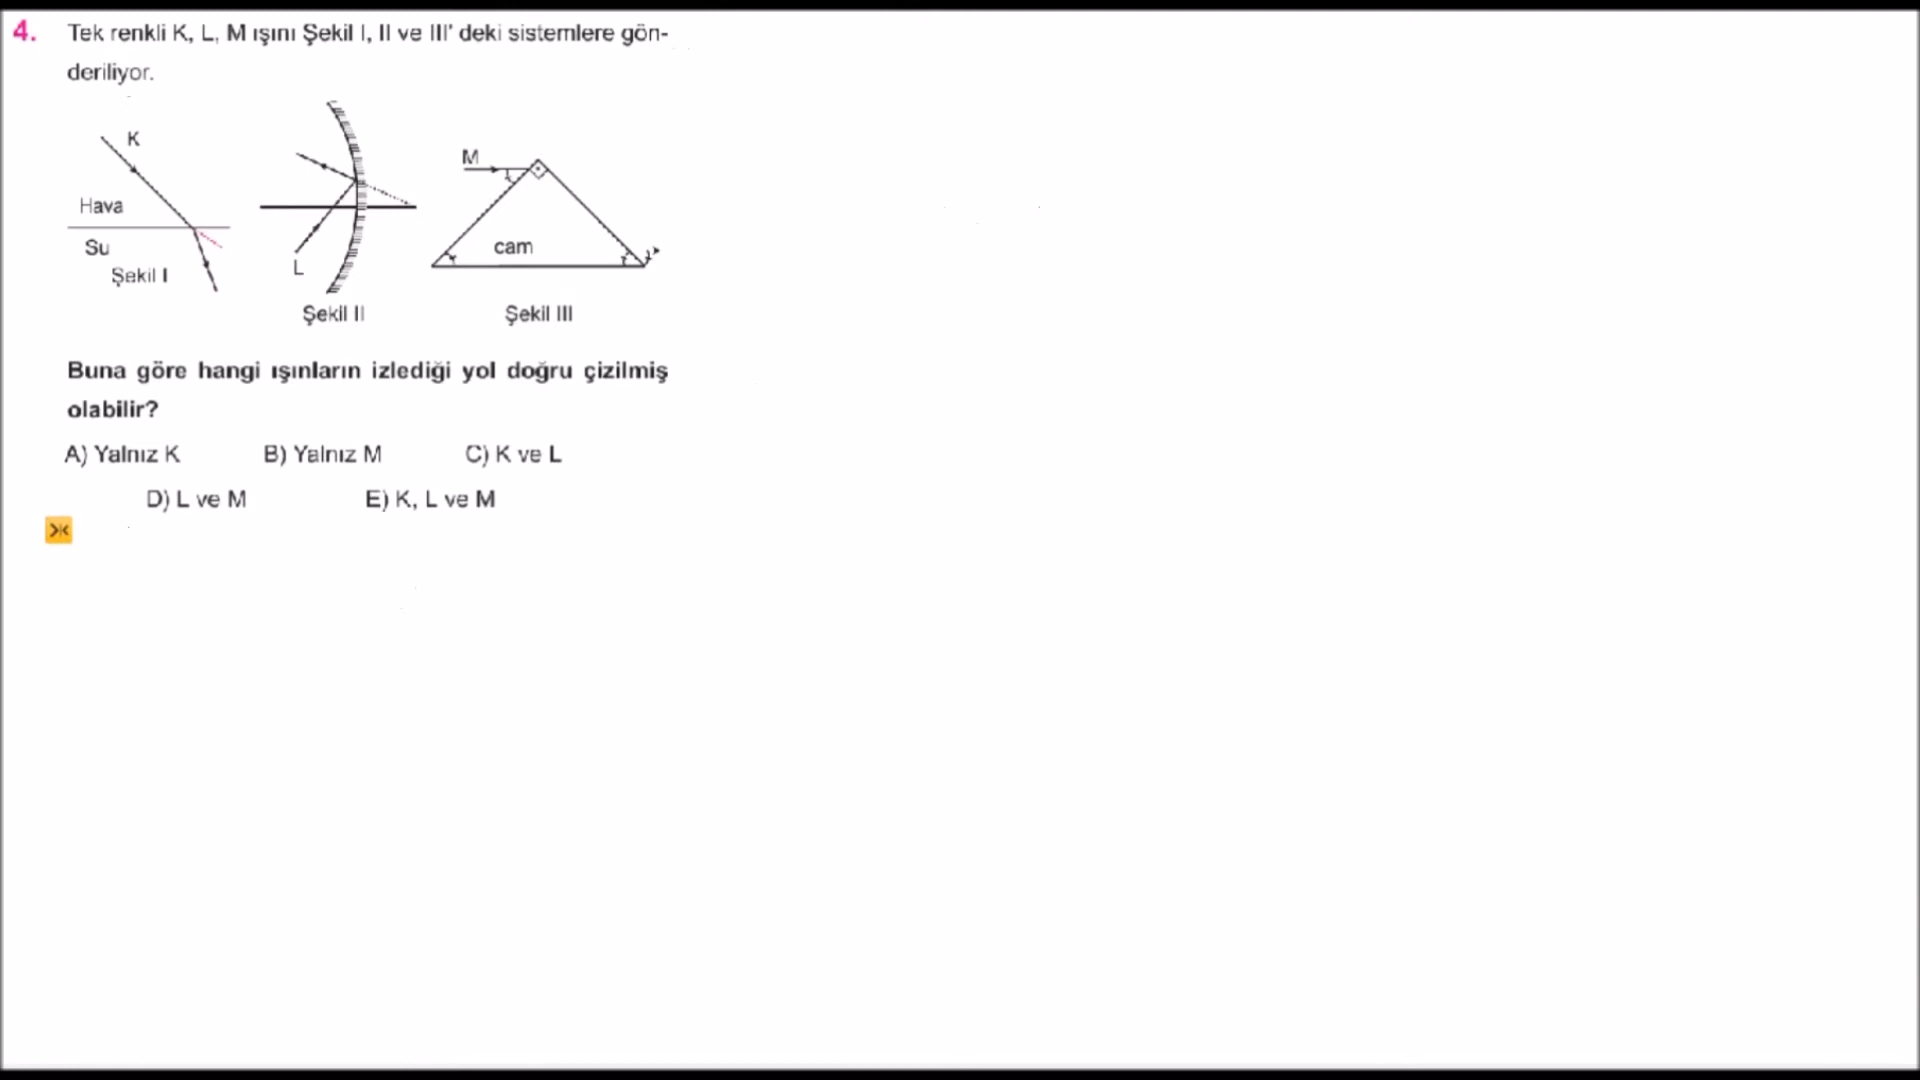 4. Tek renkli K, L, M ışını Şekil I, II ve III' deki sistemlere gön-
deriliyor.
K
Hava
Su
Şekil I
L
Şekil II
M
cam
Şekil III
Buna göre hangi ışınların izlediği yol doğru çizilmiş
olabilir?
A) Yalnız K B) Yalnız M C) K ve L
D) L ve M E) K, L ve M